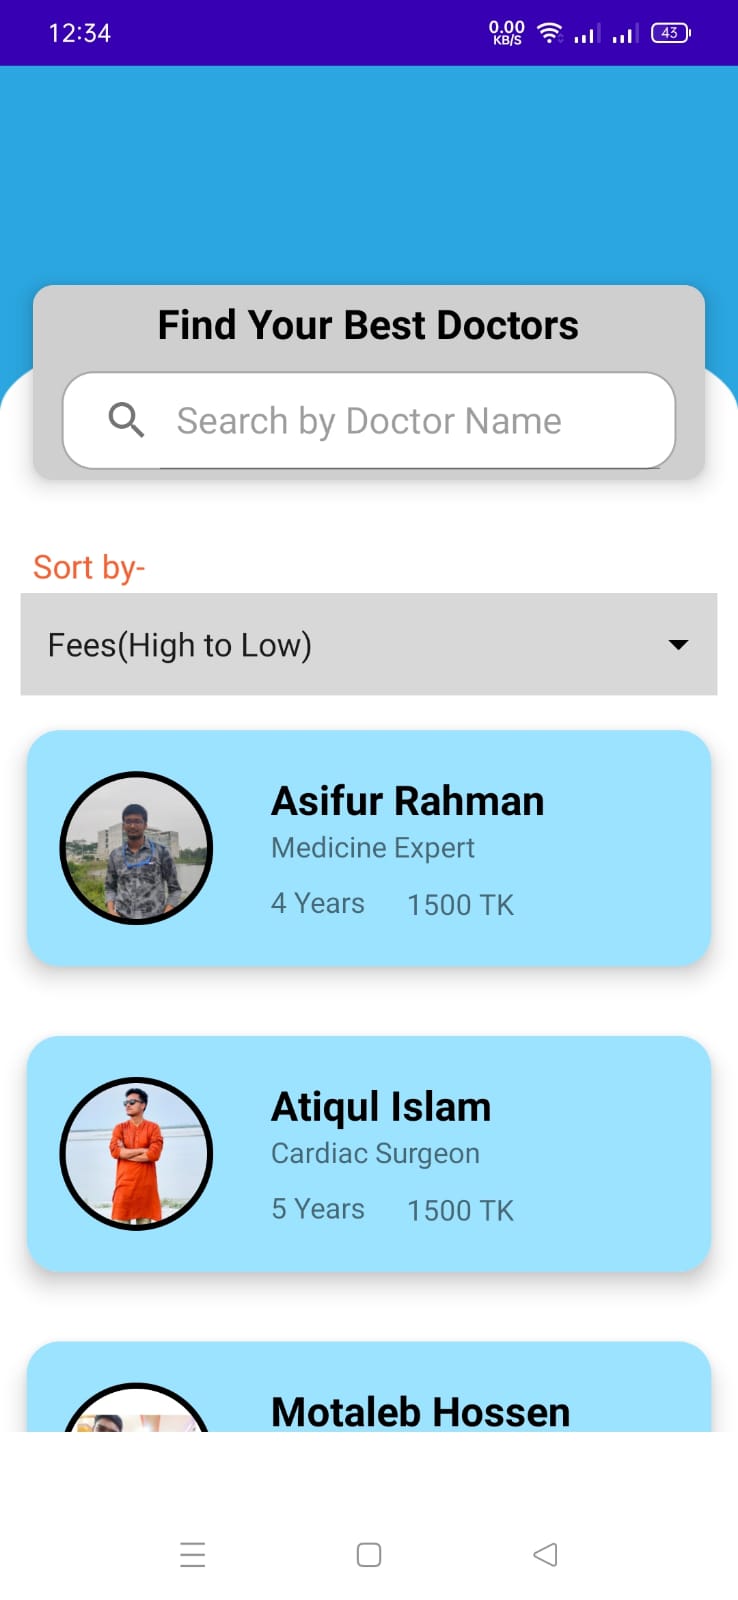 12:34
0.00
KB/S
43
Find Your Best Doctors
Search by Doctor Name
Sort by-
Fees(High to Low)
Asifur Rahman
Medicine Expert
4 Years 1500 TK
Atiqul Islam
Cardiac Surgeon
5 Years 1500 TK
Motaleb Hossen